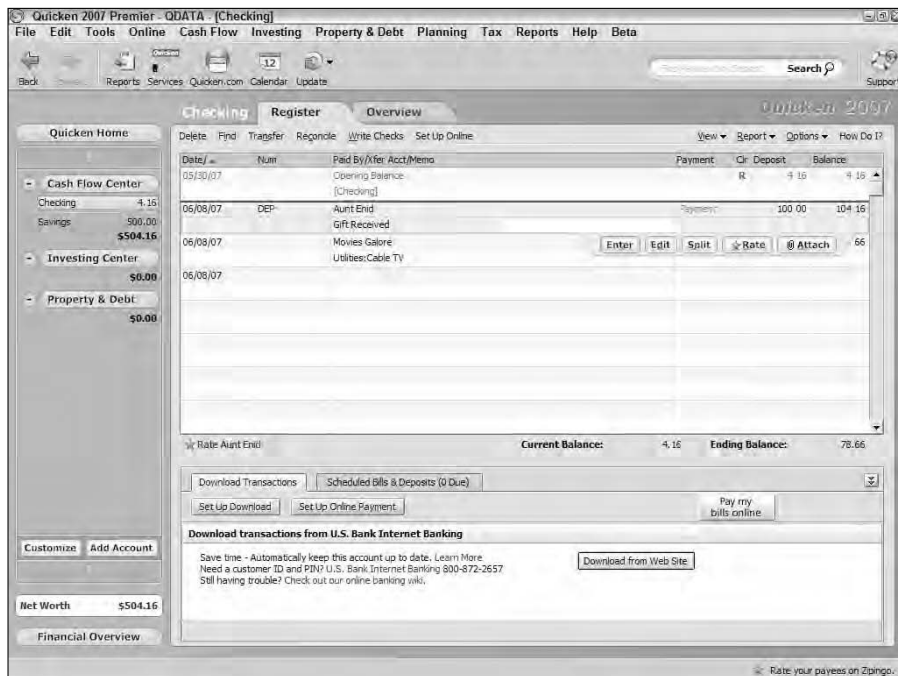 Quicken 2007 Premier - QDATA - [Checking]
File Edit Tools Online Cash Flow Investing Property & Debt Planning Tax Reports Help Beta
Back Reports Services Quicken.com Calendar Update Search Support
12
Checking Register Overview Quicken 2007
Quicken Home
Delete Find Transfer Reconcile Write Checks Set Up Online View Report Options How Do I?
Date/ Num Paid By/Xfer Acct/Memo Payment Clr Deposit Balance
05/30/07 Opening Balance R 4 16 4 16
[Checking]
06/08/07 DEP Aunt Enid Payment 100 00 104 16
Gift Received
06/08/07 Movies Galore Enter Edit Split Rate Attach 66
Utilities:Cable TV
06/08/07
Cash Flow Center
Checking 4.16
Savings 500.00
$504.16
Investing Center
$0.00
Property & Debt
$0.00
Rate Aunt Enid Current Balance: 4.16 Ending Balance: 78.66
Download Transactions Scheduled Bills & Deposits (0 Due)
Set Up Download Set Up Online Payment Pay my bills online
Download transactions from U.S. Bank Internet Banking
Save time - Automatically keep this account up to date. Learn More
Need a customer ID and PIN? U.S. Bank Internet Banking 800-872-2657
Still having trouble? Check out our online banking wiki.
Download from Web Site
Customize Add Account
Net Worth $504.16
Financial Overview
Rate your payees on Zipingo.